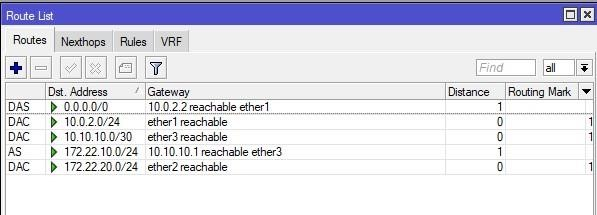 Route List
Routes Nexthops Rules VRF
Find all
Dst. Address Gateway Distance Routing Mark
DAS 0.0.0.0/0 10.0.2.2 reachable ether1 1
DAC 10.0.2.0/24 ether1 reachable 0 1
DAC 10.10.10.0/30 ether3 reachable 0 1
AS 172.22.10.0/24 10.10.10.1 reachable ether3 1
DAC 172.22.20.0/24 ether2 reachable 0 1